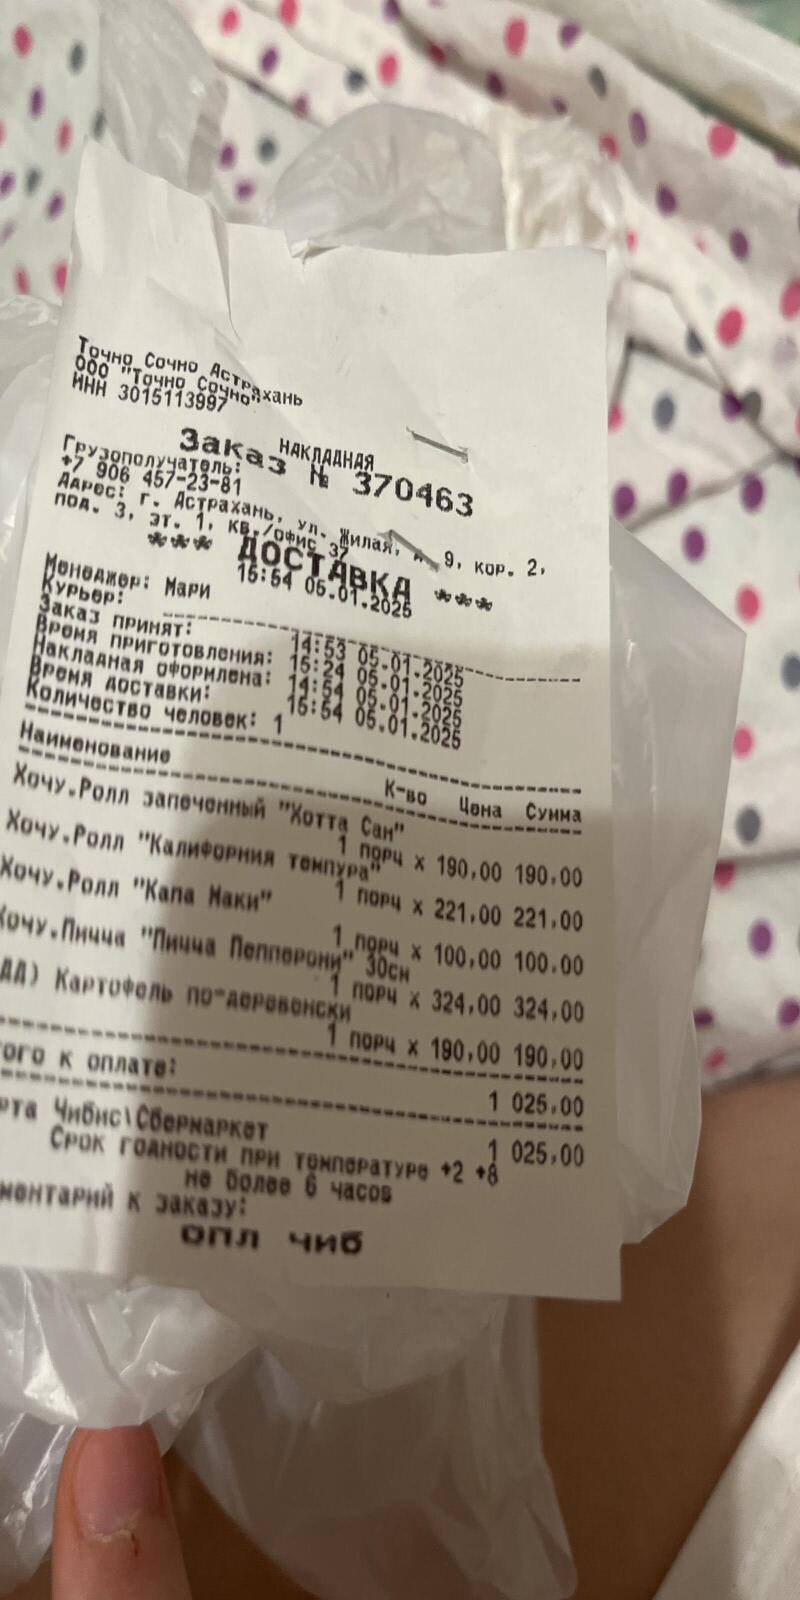 Точно Сочно Астрахань
ООО "Точно Сочно"
ИНН 3015113997
НАКЛАДНАЯ
Заказ № 370463
Грузополучатель:
+7 906 457-23-81
Адрес: г. Астрахань, ул. Жилая, 9, кор. 2,
под. 3, эт. 1, кв./офис 37
*** ДОСТАВКА ***
15:54 05.01.2025
Менеджер: Мари
Курьер:
Заказ принят: 14:53 05-01-2025
Время приготовления: 15:24 05.01.2025
Накладная оформлена: 14:54 05.01.2025
Время доставки: 15:54 05.01.2025
Количество человек: 1
Наименование К-во Цена Сумма
Хочу.Ролл запеченный "Хотта Сан"
1 порч x 190,00 190.00
Хочу.Ролл "Калифорния темпура"
1 порч x 221,00 221.00
Хочу.Ролл "Капа Маки"
1 порч x 100,00 100.00
Хочу.Пицца "Пицца Пепперони" 30см
1 порч x 324,00 324,00
ДД) Картофель по-деревенски
1 порч x 190,00 190,00
ого к оплате:
1 025,00
рта Чибис\Сбермаркет
1 025,00
Срок годности при температуре +2 +8
не более 6 часов
ментарий к заказу:
опл чиб